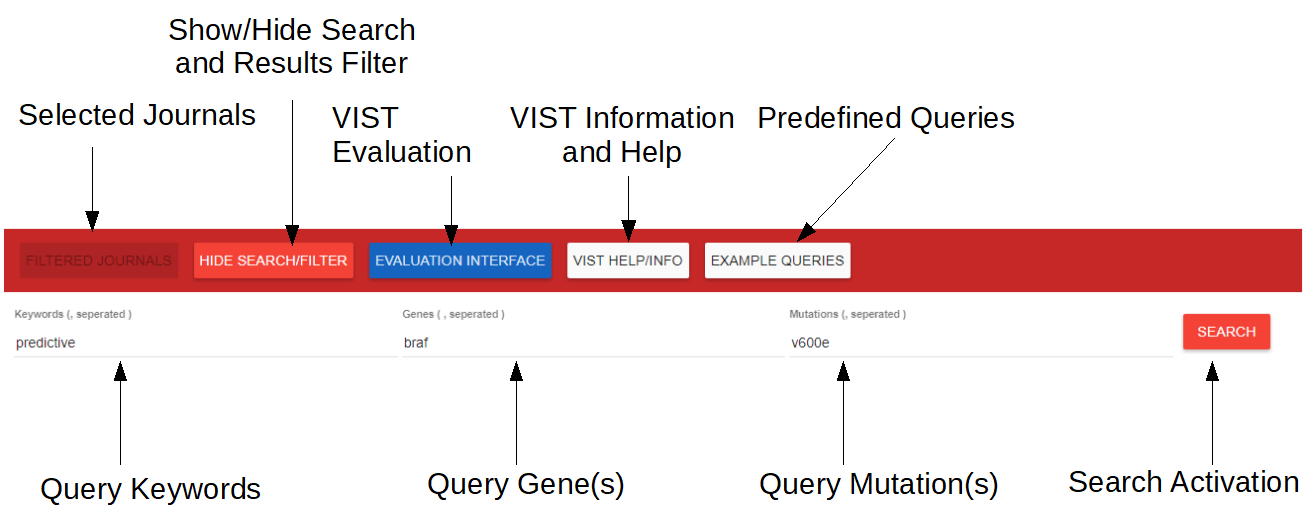 Show/Hide Search
and Results Filter
Selected Journals
VIST
Evaluation
VIST Information
and Help
Predefined Queries
FILTERED JOURNALS
HIDE SEARCH/FILTER
EVALUATION INTERFACE
VIST HELP/INFO
EXAMPLE QUERIES
Keywords (, seperated )
Genes ( , seperated )
Mutations (, seperated )
predictive
braf
v600e
SEARCH
Query Keywords
Query Gene(s)
Query Mutation(s)
Search Activation